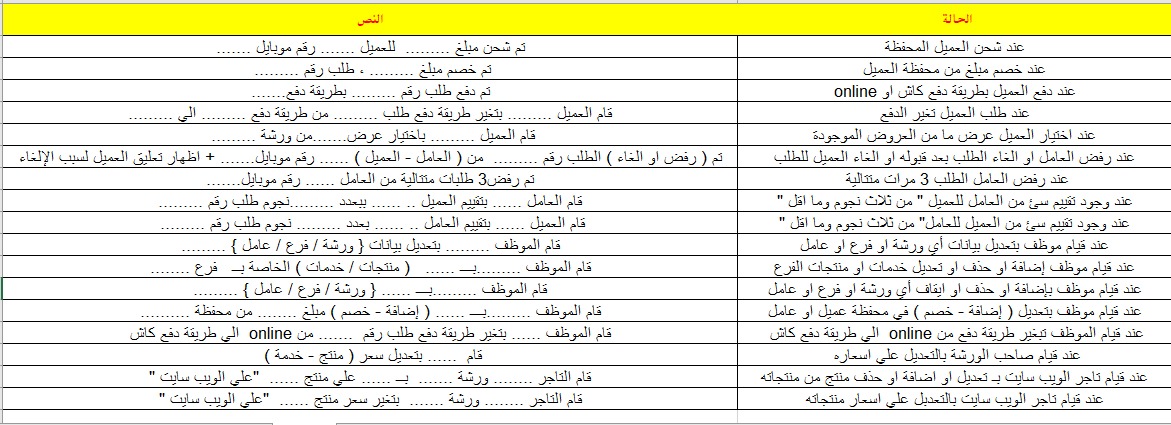 الحالة	النص
عند شحن العميل المحفظة	تم شحن مبلغ ......... للعميل ....... رقم موبايل .......
عند خصم مبلغ من محفظة العميل	تم خصم مبلغ ......... ، طلب رقم .........
عند دفع العميل بطريقة دفع كاش او online	تم دفع طلب رقم ......... بطريقة دفع.......
عند طلب العميل تغير الدفع	قام العميل ......... بتغير طريقة دفع طلب ......... من طريقة دفع ......... الي .........
عند اختيار العميل عرض ما من العروض الموجودة	قام العميل ......... باختيار عرض.......من ورشة .........
عند رفض العامل او الغاء الطلب بعد قبوله او الغاء العميل للطلب	تم ( رفض او الغاء ) الطلب رقم ......... من ( العامل - العميل ) ...... رقم موبايل....... + اظهار تعليق العميل لسبب الإلغاء
عند رفض العامل الطلب 3 مرات متتالية	تم رفض3 طلبات متتالية من العامل ...... رقم موبايل.......
عند وجود تقييم سئ من العامل للعميل " من ثلاث نجوم وما اقل "	قام العامل ...... بتقييم العميل .. ...... ببعدد .........نجوم طلب رقم .........
عند وجود تقييم سئ من العميل للعامل" من ثلاث نجوم وما اقل "	قام العميل ...... بتقييم العامل .. ...... بعدد ......... نجوم طلب رقم .........
عند قيام موظف بتعديل بيانات أي ورشة او فرع او عامل	قام الموظف ......... بتعديل بيانات { ورشة / فرع / عامل } .........
عند قيام موظف إضافة او حذف او تعديل خدمات او منتجات الفرع	قام الموظف .........بـــ ...... ( منتجات / خدمات ) الخاصة بـــ فرع ........
عند قيام موظف بإضافة او حذف او ايقاف أي ورشة او فرع او عامل	قام الموظف .........بـــ ...... { ورشة / فرع / عامل } .........
عند قيام موظف بتعديل ( إضافة - خصم ) في محفظة عميل او عامل	قام الموظف .........بـــ ...... ( إضافة - خصم ) مبلغ ........ من محفظة .........
عند قيام الموظف تبغير طريقة دفع من online الي طريقة دفع كاش	قام الموظف ...... بتغير طريقة دفع طلب رقم ....... من online الي طريقة دفع كاش
عند قيام صاحب الورشة بالتعديل علي اسعاره	قام ...... بتعديل سعر ( منتج - خدمة )
عند قيام تاجر الويب سايت بـ تعديل او اضافة او حذف منتج من منتجاته	قام التاجر ........ ورشة ....... بـــ ...... علي منتج ...... "علي الويب سايت "
عند قيام تاجر الويب سايت بالتعديل علي اسعار منتجاته	قام التاجر ........ ورشة ....... بتغير سعر منتج ...... "علي الويب سايت "